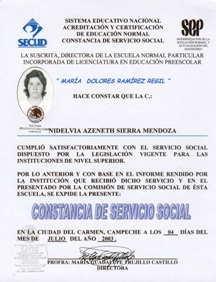 SISTEMA EDUCATIVO NACIONAL
ACREDITACIÓN Y CERTIFICACIÓN
DE EDUCACIÓN NORMAL
CONSTANCIA DE SERVICIO SOCIAL
SECUD
SEP
LA SUSCRITA, DIRECTORA DE LA ESCUELA NORMAL PARTICULAR
INCORPORADA DE LICENCIATURA EN EDUCACIÓN PREESCOLAR
"MARÍA DOLORES RAMÍREZ REGIL"
HACE CONSTAR QUE LA C.:
NIDELVIA AZENETH SIERRA MENDOZA
CUMPLIÓ SATISFACTORIAMENTE CON EL SERVICIO SOCIAL
DISPUESTO POR LA LEGISLACIÓN VIGENTE PARA LAS
INSTITUCIONES DE NIVEL SUPERIOR.
POR LO ANTERIOR Y CON BASE EN EL INFORME RENDIDO POR
LA INSTITUCIÓN QUE RECIBIÓ DICHO SERVICIO Y EN EL
PRESENTADO POR LA COMISIÓN DE SERVICIO SOCIAL DE ÉSTA
ESCUELA, SE EXPIDE LA PRESENTE:
CONSTANCIA DE SERVICIO SOCIAL
EN LA CIUDAD DEL CARMEN, CAMPECHE A LOS 04 DÍAS DEL
MES DE JULIO DEL AÑO 2003.
PROFRA. MARÍA GUADALUPE TRUJILLO CASTILLO
DIRECTORA